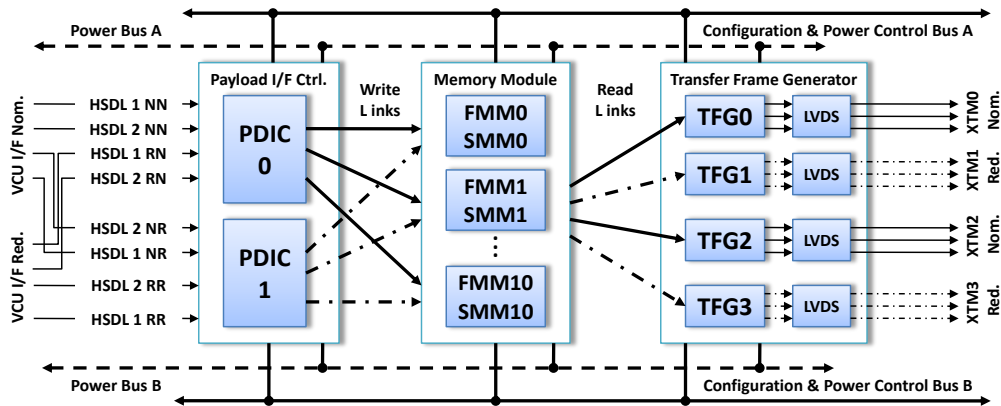 Power Bus A
Configuration & Power Control Bus A
Payload I/F Ctrl.
Memory Module
Transfer Frame Generator
VCU I/F Nom.
HSDL 1 NN
HSDL 2 NN
HSDL 1 RN
HSDL 2 RN
VCU I/F Red.
HSDL 2 NR
HSDL 1 NR
HSDL 2 RR
HSDL 1 RR
PDIC
0
PDIC
1
Write
L inks
FMM0
SMM0
FMM1
SMM1
FMM10
SMM10
Read
L inks
TFG0
LVDS
TFG1
LVDS
TFG2
LVDS
TFG3
LVDS
XTM0
Nom.
XTM1
Red.
XTM2
Nom.
XTM3
Red.
Power Bus B
Configuration & Power Control Bus B